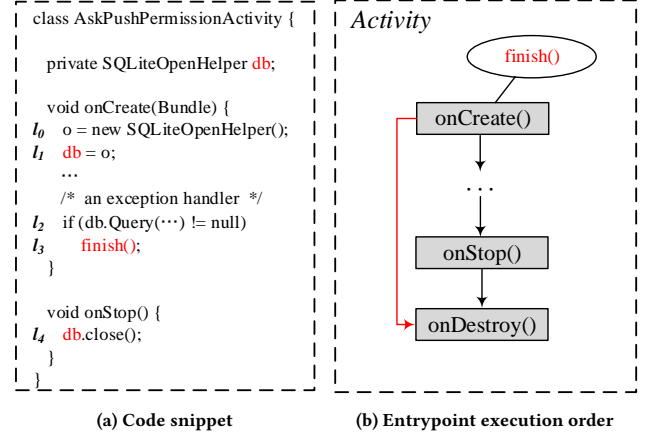 class AskPushPermissionActivity {
private SQLiteOpenHelper db;
void onCreate(Bundle) {
l0 o = new SQLiteOpenHelper();
l1 db = o;
...
/* an exception handler */
l2 if (db.Query(···) != null)
l3 finish();
}
void onStop() {
l4 db.close();
}
}
(a) Code snippet
Activity
finish()
onCreate()
...
onStop()
onDestroy()
(b) Entrypoint execution order